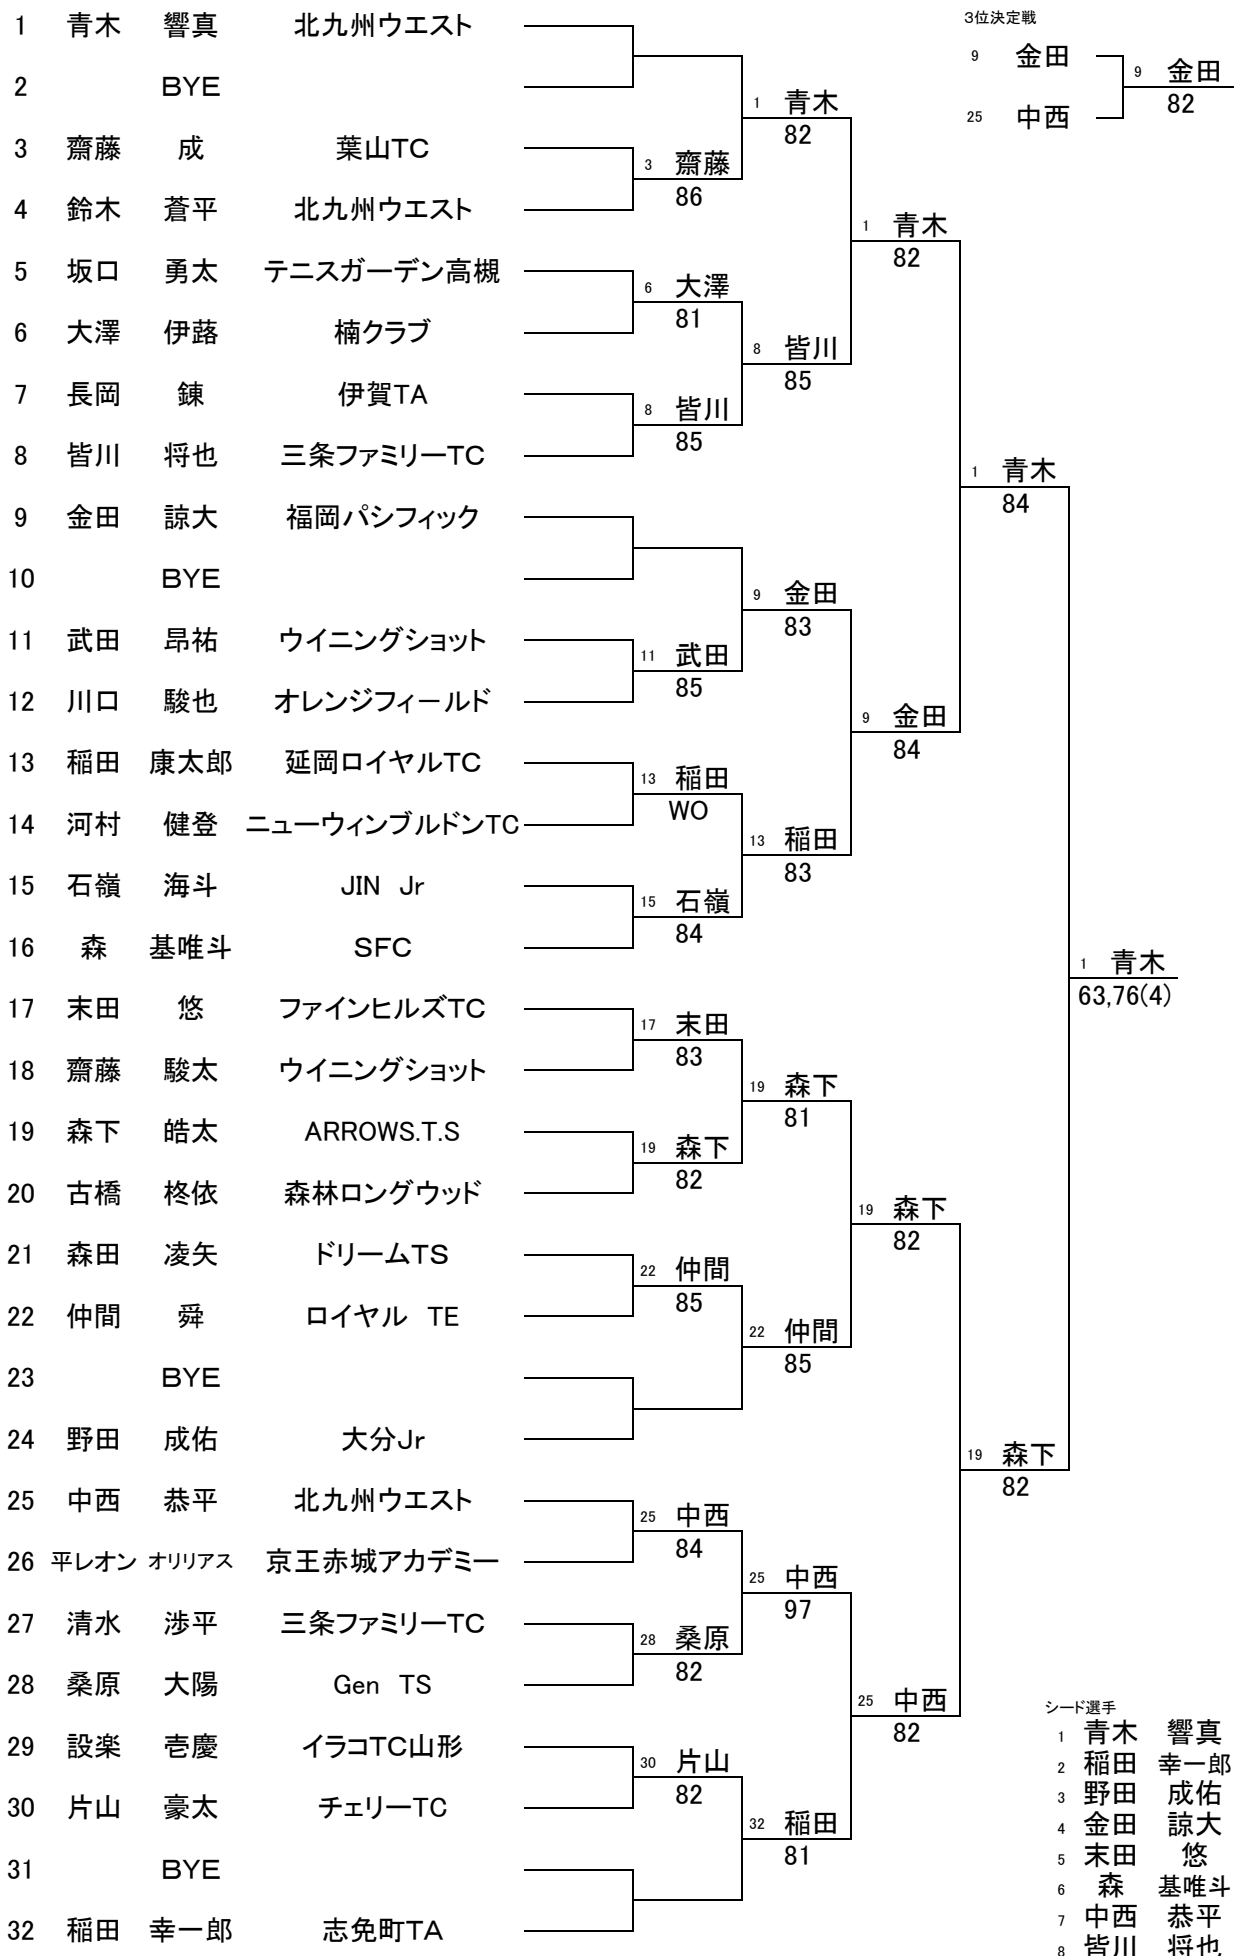 3位決定戦
9 金田
25 中西
9 金田
82
1 青木 響真 北九州ウエスト
2 BYE
3 齋藤 成 葉山TC
4 鈴木 蒼平 北九州ウエスト
5 坂口 勇太 テニスガーデン高槻
6 大澤 伊蕗 楠クラブ
7 長岡 錬 伊賀TA
8 皆川 将也 三条ファミリーTC
9 金田 諒大 福岡パシフィック
10 BYE
11 武田 昂祐 ウイニングショット
12 川口 駿也 オレンジフィールド
13 稲田 康太郎 延岡ロイヤルTC
14 河村 健登 ニューウィンブルドンTC
15 石嶺 海斗 JIN Jr
16 森 基唯斗 SFC
17 末田 悠 ファインヒルズTC
18 齋藤 駿太 ウイニングショット
19 森下 皓太 ARROWS.T.S
20 古橋 柊依 森林ロングウッド
21 森田 凌矢 ドリームTS
22 仲間 舜 ロイヤル TE
23 BYE
24 野田 成佑 大分Jr
25 中西 恭平 北九州ウエスト
26 平レオン オリリアス 京王赤城アカデミー
27 清水 渉平 三条ファミリーTC
28 桑原 大陽 Gen TS
29 設楽 壱慶 イラコTC山形
30 片山 豪太 チェリーTC
31 BYE
32 稲田 幸一郎 志免町TA
3 齋藤
86
6 大澤
81
8 皆川
85
11 武田
85
13 稲田
WO
15 石嶺
84
17 末田
83
19 森下
82
22 仲間
85
25 中西
84
28 桑原
82
30 片山
82
1 青木
82
8 皆川
85
9 金田
83
13 稲田
83
19 森下
81
22 仲間
85
25 中西
97
32 稲田
81
1 青木
82
9 金田
84
19 森下
82
25 中西
82
1 青木
84
19 森下
82
1 青木
63,76(4)
シード選手
1 青木 響真
2 稲田 幸一郎
3 野田 成佑
4 金田 諒大
5 末田 悠
6 森 基唯斗
7 中西 恭平
8 皆川 将也